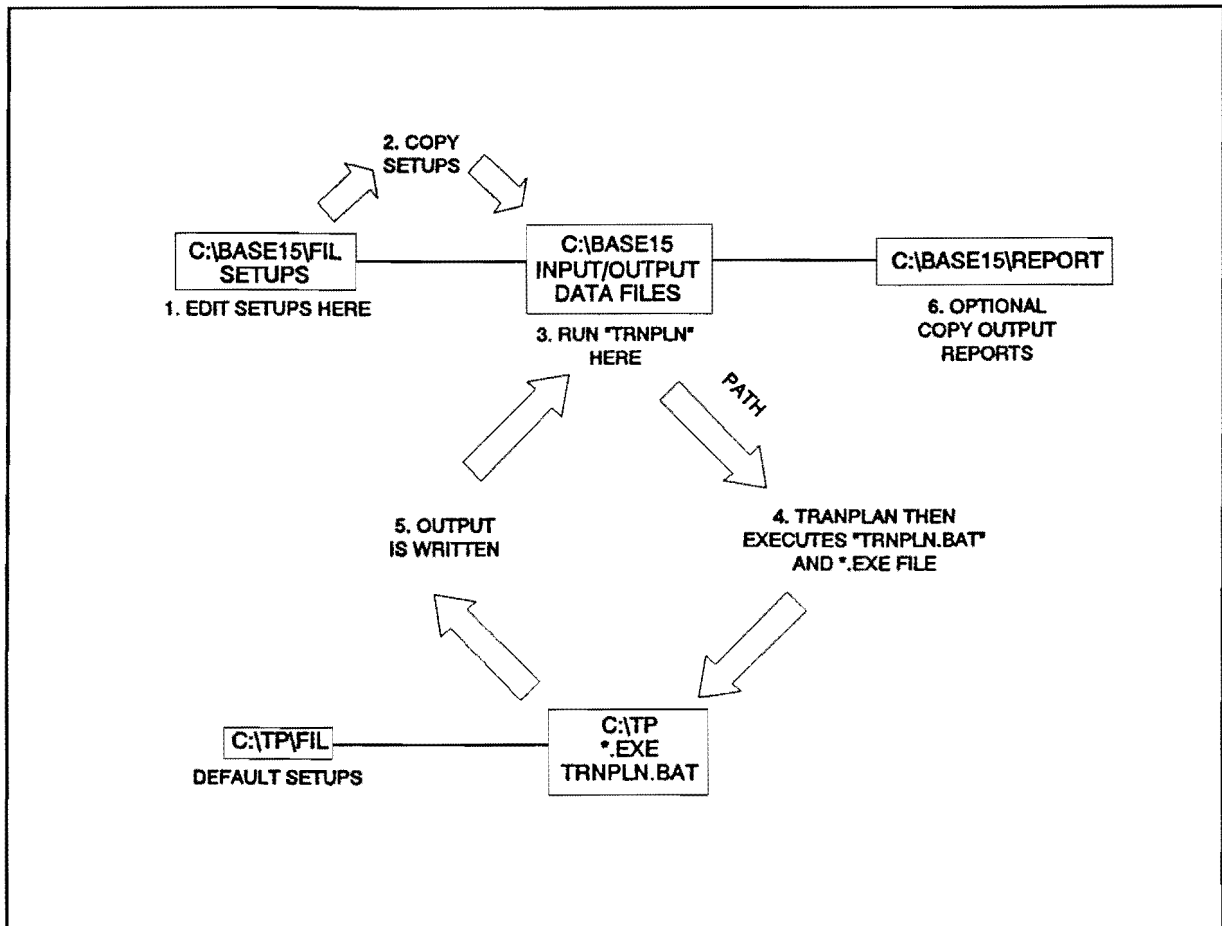 2. COPY
SETUPS
C:\BASE15\FIL
SETUPS
1. EDIT SETUPS HERE
C:\BASE15
INPUT/OUTPUT
DATA FILES
3. RUN "TRNPLN"
HERE
C:\BASE15\REPORT
6. OPTIONAL
COPY OUTPUT
REPORTS
PATH
4. TRANPLAN THEN
EXECUTES "TRNPLN.BAT"
AND *.EXE FILE
5. OUTPUT
IS WRITTEN
C:\TP\FIL
DEFAULT SETUPS
C:\TP
*.EXE
TRNPLN.BAT